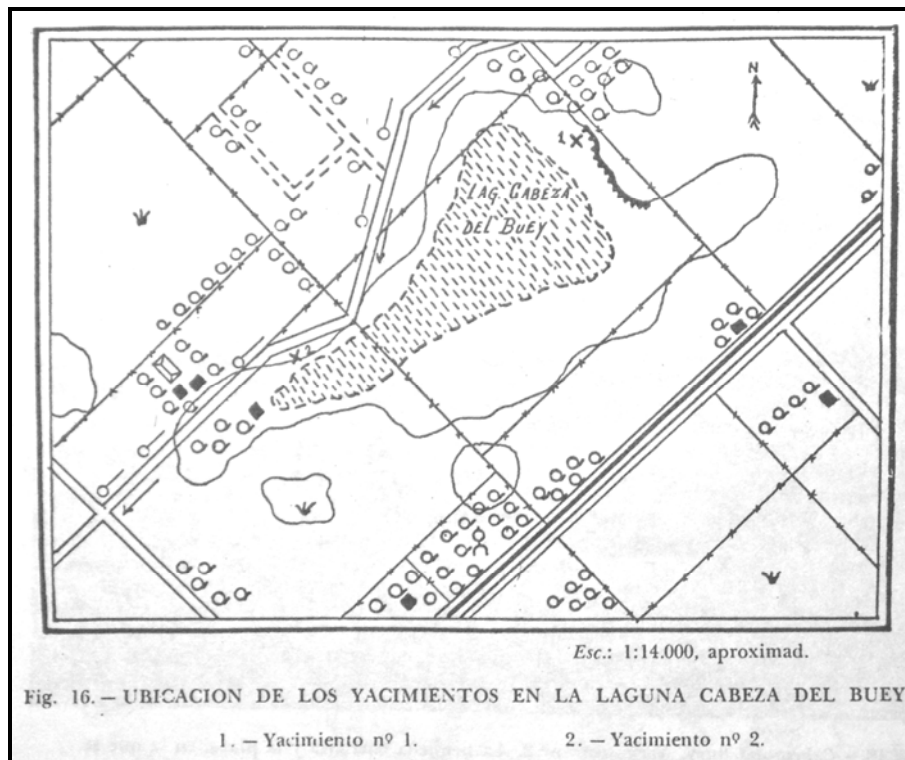 N
1
LAG. CABEZA
DEL BUEY
2
Esc.: 1:14.000, aproximad.
Fig. 16. — UBICACION DE LOS YACIMIENTOS EN LA LAGUNA CABEZA DEL BUEY
1. — Yacimiento nº 1. 2. — Yacimiento nº 2.